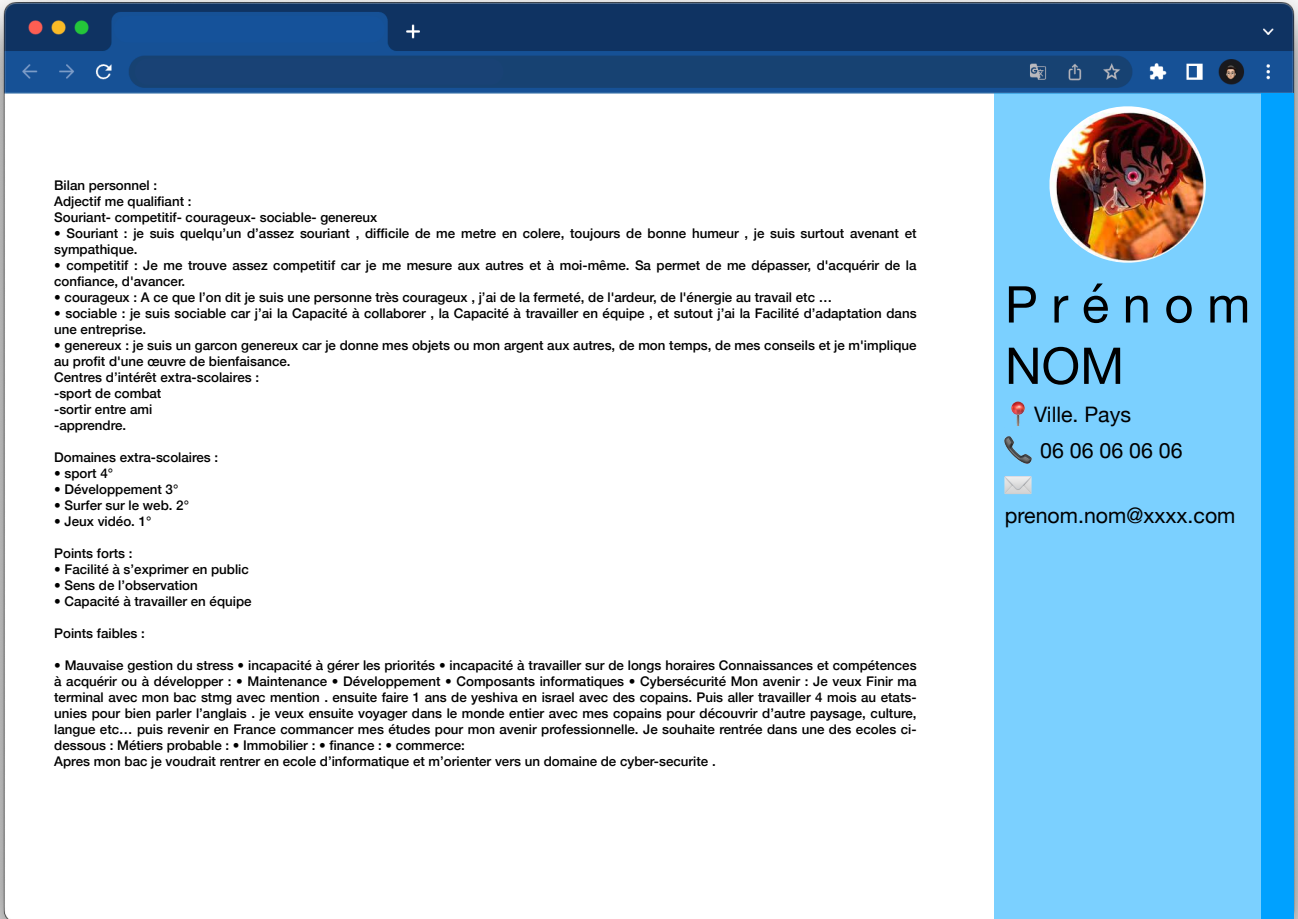 Bilan personnel :
Adjectif me qualifiant :
Souriant- competitif- courageux- sociable- genereux
• Souriant : je suis quelqu'un d'assez souriant , difficile de me metre en colere, toujours de bonne humeur , je suis surtout avenant et
sympathique.
• competitif : Je me trouve assez competitif car je me mesure aux autres et à moi-même. Sa permet de me dépasser, d'acquérir de la
confiance, d'avancer.
• courageux : A ce que l'on dit je suis une personne très courageux , j'ai de la fermeté, de l'ardeur, de l'énergie au travail etc …
• sociable : je suis sociable car j'ai la Capacité à collaborer , la Capacité à travailler en équipe , et sutout j'ai la Facilité d'adaptation dans
une entreprise.
• genereux : je suis un garcon genereux car je donne mes objets ou mon argent aux autres, de mon temps, de mes conseils et je m'implique
au profit d'une œuvre de bienfaisance.
Centres d'intérêt extra-scolaires :
-sport de combat
-sortir entre ami
-apprendre.
Domaines extra-scolaires :
• sport 4°
• Développement 3°
• Surfer sur le web. 2°
• Jeux vidéo. 1°
Points forts :
• Facilité à s'exprimer en public
• Sens de l'observation
• Capacité à travailler en équipe
Points faibles :
• Mauvaise gestion du stress • incapacité à gérer les priorités • incapacité à travailler sur de longs horaires Connaissances et compétences
à acquérir ou à développer : • Maintenance • Développement • Composants informatiques • Cybersécurité Mon avenir : Je veux Finir ma
terminal avec mon bac stmg avec mention . ensuite faire 1 ans de yeshiva en israel avec des copains. Puis aller travailler 4 mois au etats-
unies pour bien parler l'anglais . je veux ensuite voyager dans le monde entier avec mes copains pour découvrir d'autre paysage, culture,
langue etc… puis revenir en France commancer mes études pour mon avenir professionnelle. Je souhaite rentrée dans une des ecoles ci-
dessous : Métiers probable : • Immobilier : • finance : • commerce:
Apres mon bac je voudrait rentrer en ecole d'informatique et m'orienter vers un domaine de cyber-securite .
Prénom
NOM
Ville. Pays
06 06 06 06 06
prenom.nom@xxxx.com